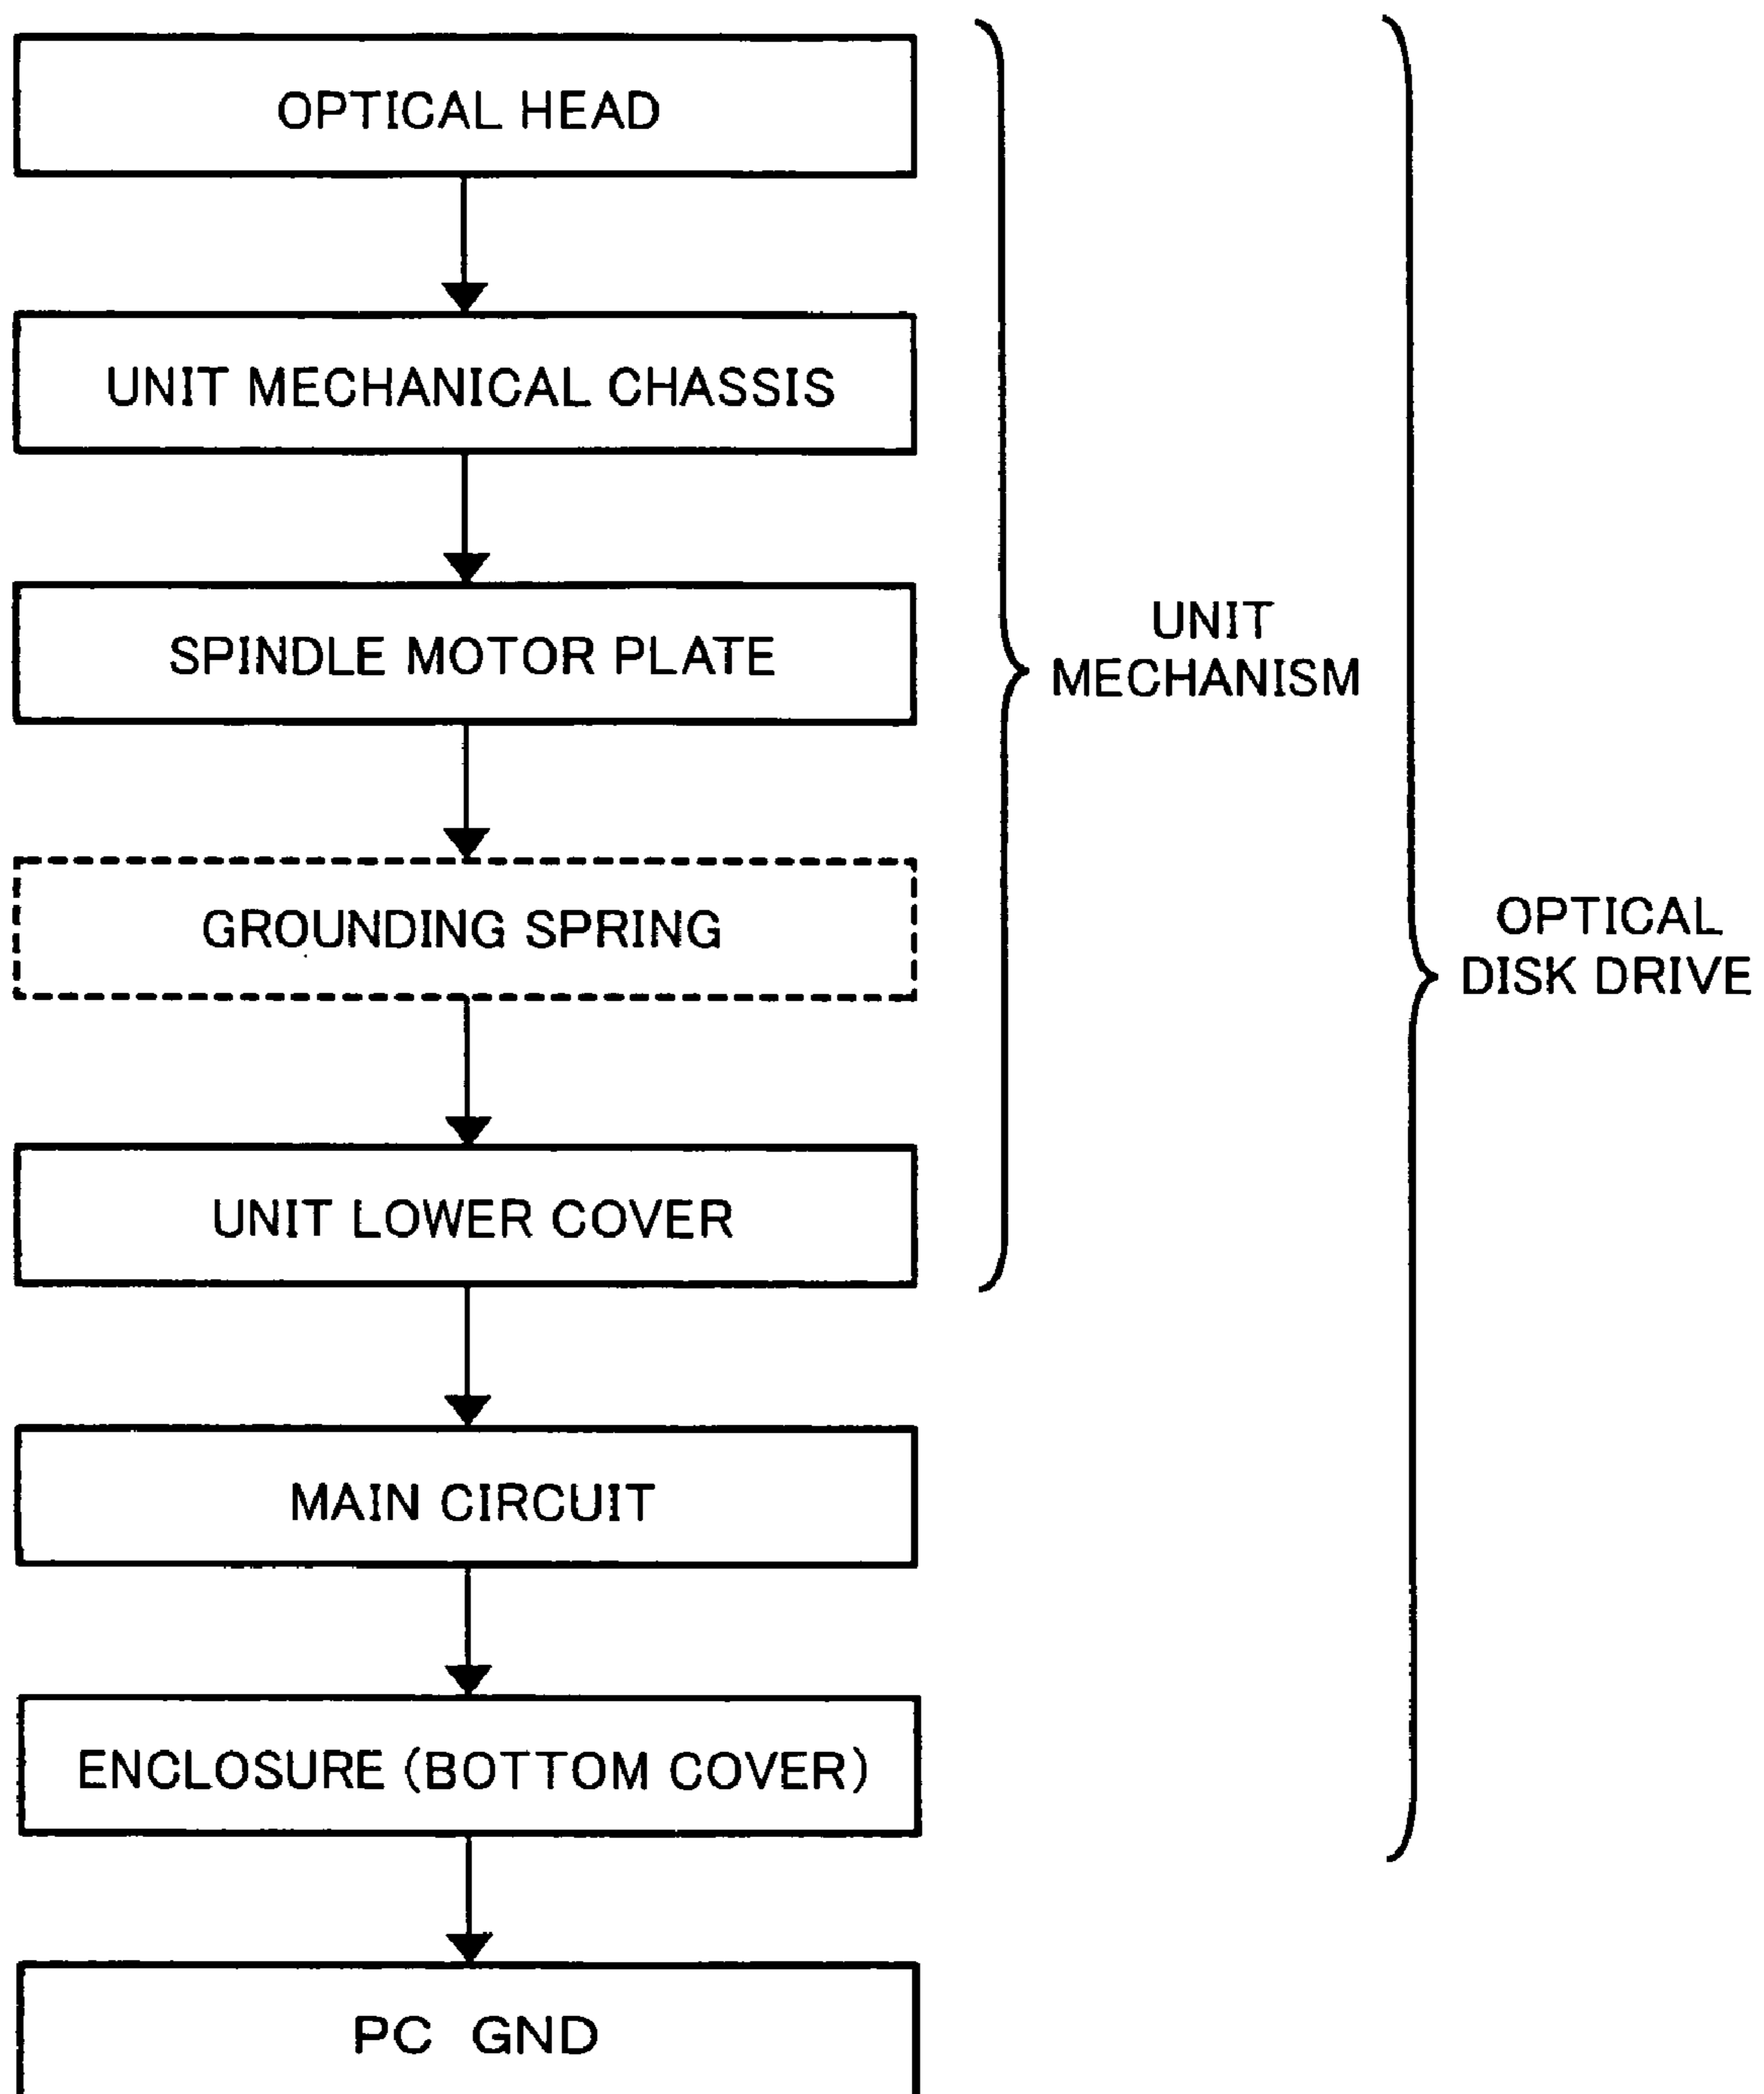 OPTICAL HEAD
UNIT MECHANICAL CHASSIS
SPINDLE MOTOR PLATE
GROUNDING SPRING
UNIT LOWER COVER
MAIN CIRCUIT
ENCLOSURE (BOTTOM COVER)
PC GND
UNIT
MECHANISM
OPTICAL
DISK DRIVE